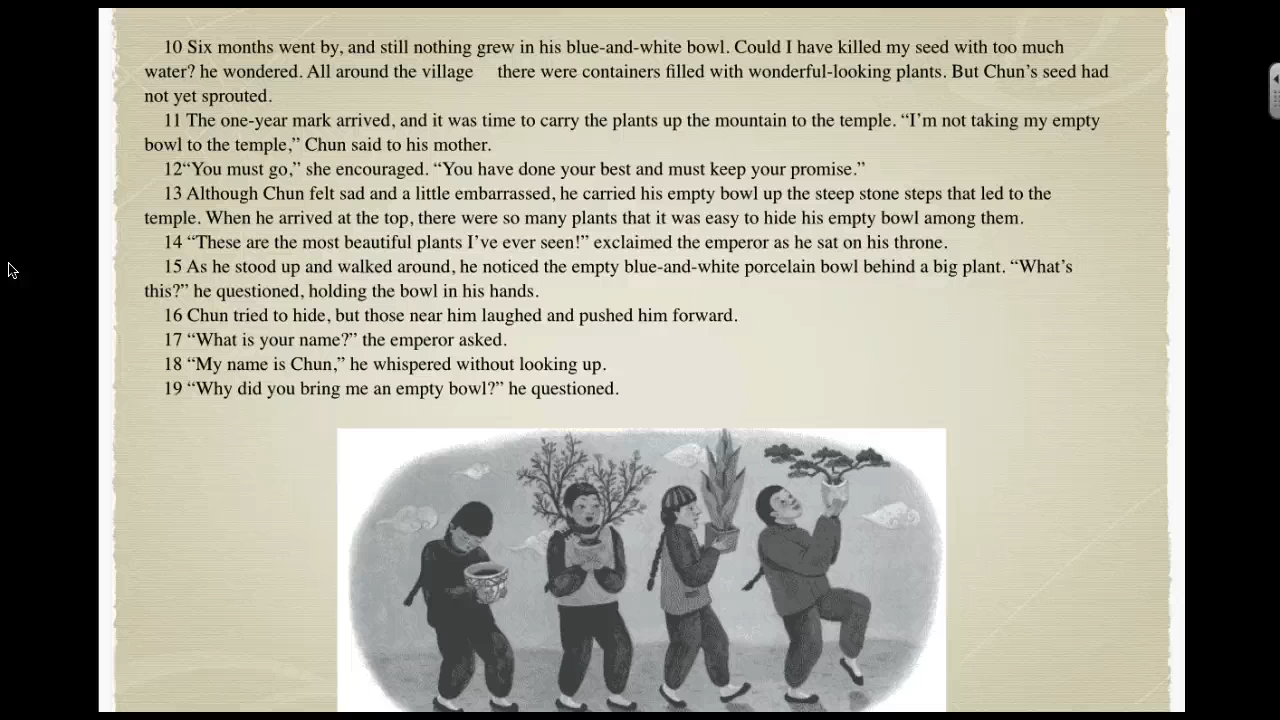 10 Six months went by, and still nothing grew in his blue-and-white bowl. Could I have killed my seed with too much
water? he wondered. All around the village there were containers filled with wonderful-looking plants. But Chun's seed had
not yet sprouted.
11 The one-year mark arrived, and it was time to carry the plants up the mountain to the temple. “I'm not taking my empty
bowl to the temple,” Chun said to his mother.
12“You must go,” she encouraged. “You have done your best and must keep your promise.”
13 Although Chun felt sad and a little embarrassed, he carried his empty bowl up the steep stone steps that led to the
temple. When he arrived at the top, there were so many plants that it was easy to hide his empty bowl among them.
14 “These are the most beautiful plants I've ever seen!” exclaimed the emperor as he sat on his throne.
15 As he stood up and walked around, he noticed the empty blue-and-white porcelain bowl behind a big plant. “What's
this?” he questioned, holding the bowl in his hands.
16 Chun tried to hide, but those near him laughed and pushed him forward.
17 “What is your name?” the emperor asked.
18 “My name is Chun,” he whispered without looking up.
19 “Why did you bring me an empty bowl?” he questioned.